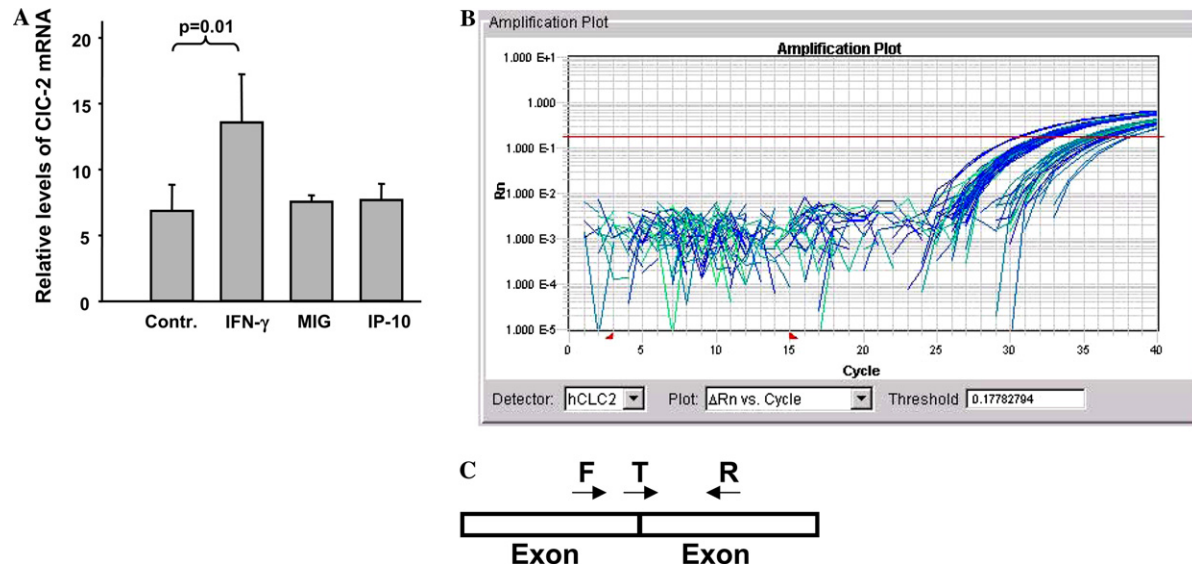 A
p=0.01
Relative levels of ClC-2 mRNA
20
15
10
5
0
Contr. IFN-γ MIG IP-10
B
Amplification Plot
Amplification Plot
1.000 E+1
1.000
1.000 E-1
1.000 E-2
1.000 E-3
1.000 E-4
1.000 E-5
Rn
0 5 10 15 20 25 30 35 40
Cycle
Detector: hCLC2 Plot: ΔRn vs. Cycle Threshold 0.17782794
C
F T R
Exon Exon